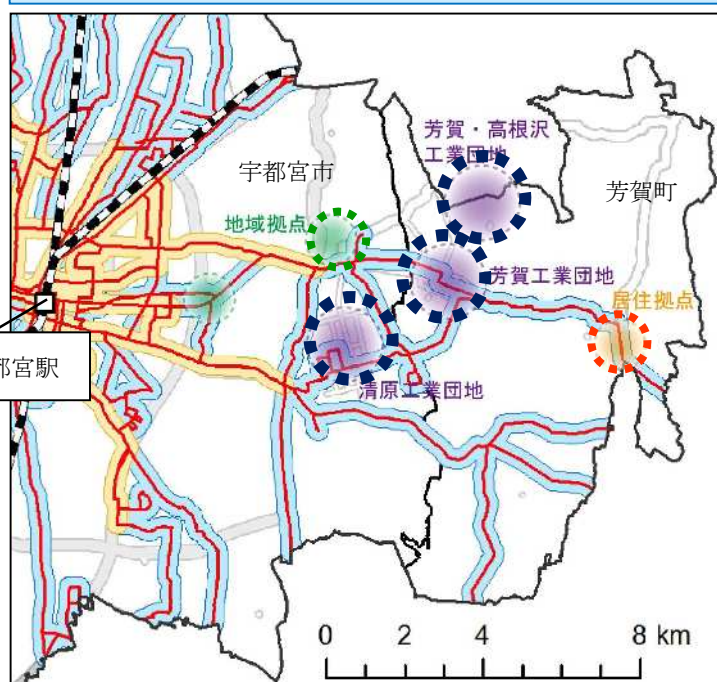 芳賀・高根沢
工業団地
宇都宮市
芳賀町
地域拠点
芳賀工業団地
居住拠点
都宮駅
清原工業団地
0 2 4 8 km